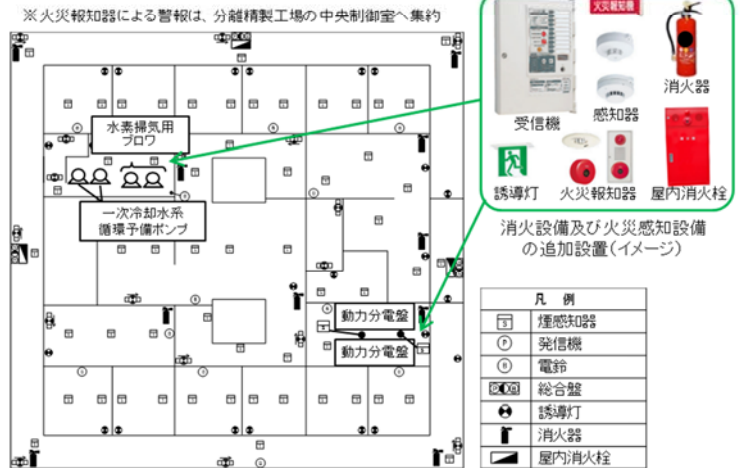 ※火災報知器による警報は、分離精製工場の中央制御室へ集約
水素掃気用
ブロワ
一次冷却水系
循環予備ポンプ
動力分電盤
動力分電盤
火災報知機
受信機
感知器
消火器
誘導灯
火災報知器
屋内消火栓
消火設備及び火災感知設備
の追加設置(イメージ)
凡 例
S 煙感知器
P 発信機
B 電鈴
総合盤
誘導灯
消火器
屋内消火栓